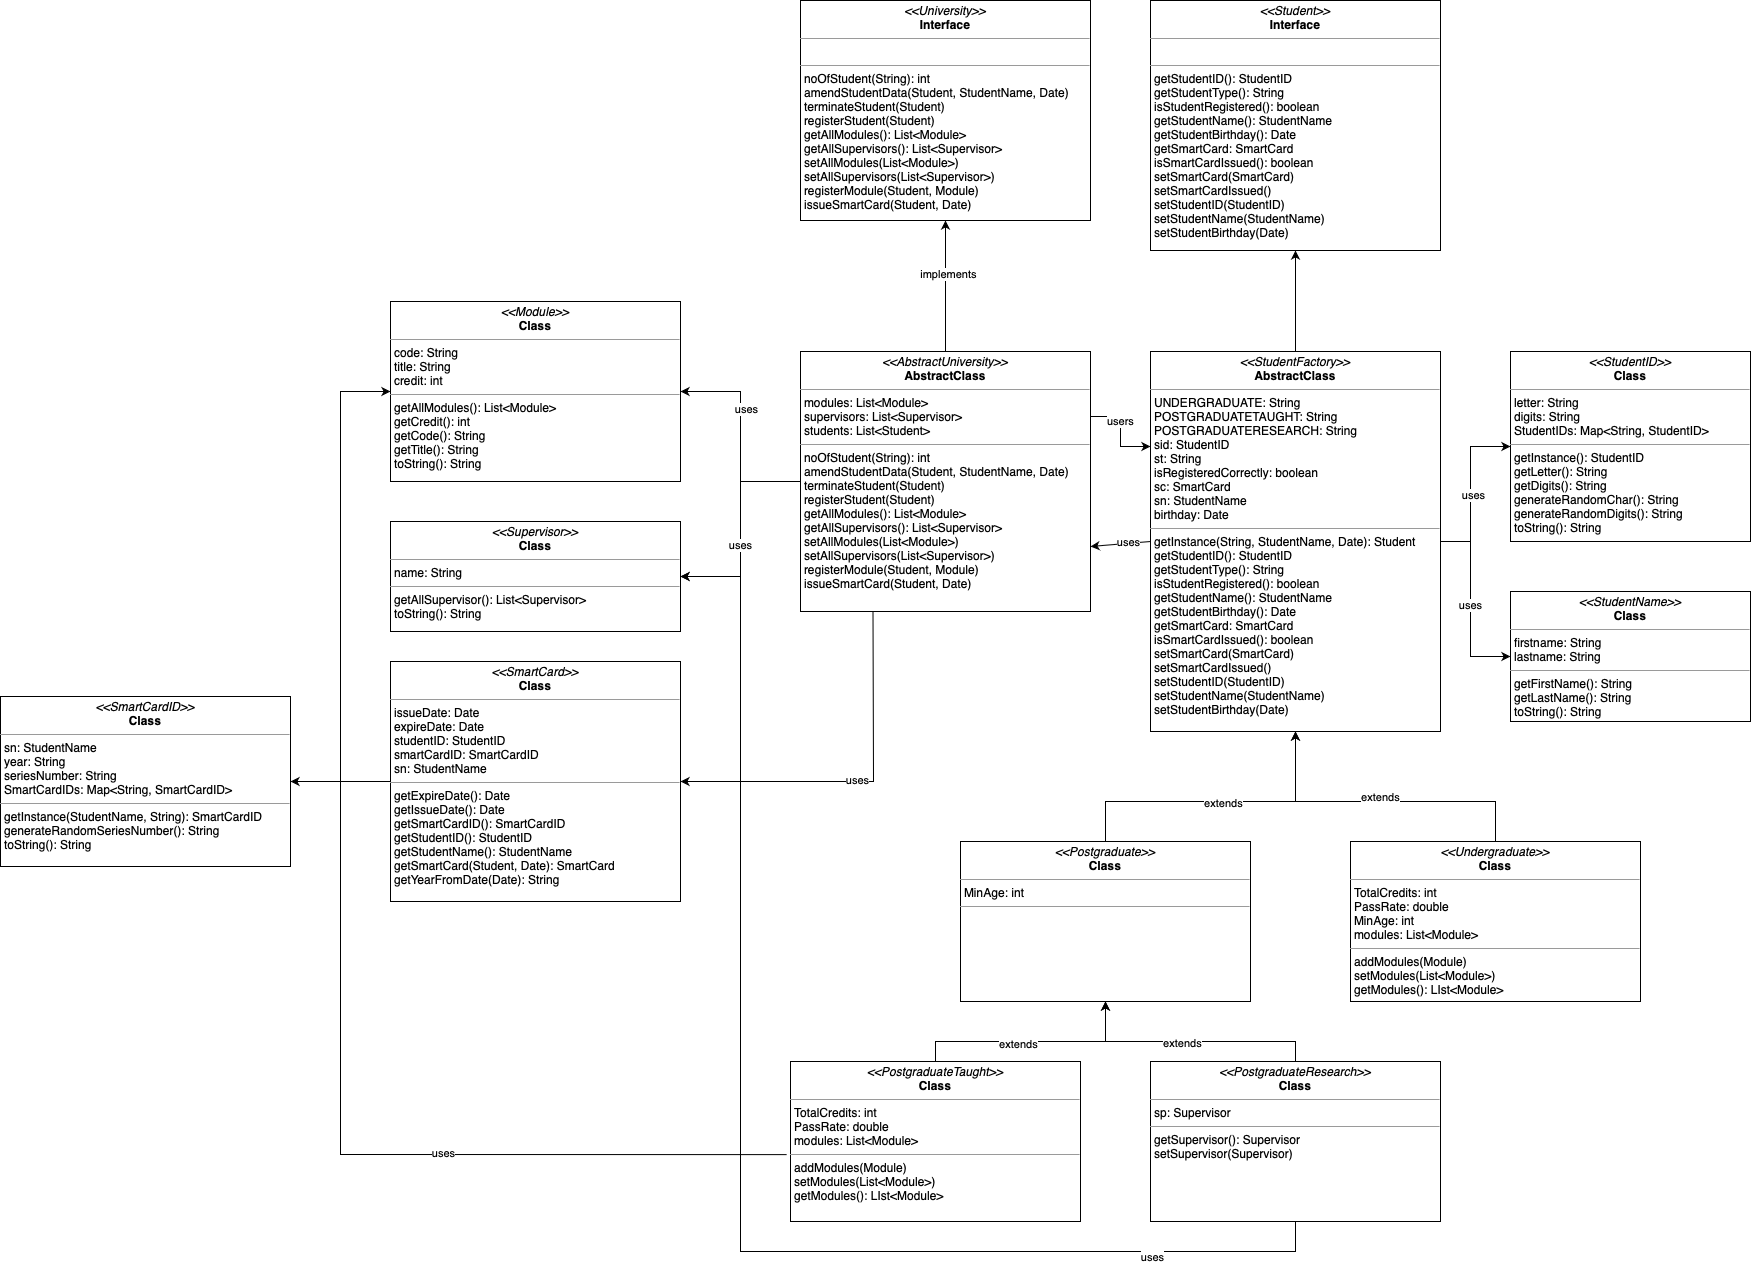 <<University>>
Interface
noOfStudent(String): int
amendStudentData(Student, StudentName, Date)
terminateStudent(Student)
registerStudent(Student)
getAllModules(): List<Module>
getAllSupervisors(): List<Supervisor>
setAllModules(List<Module>)
setAllSupervisors(List<Supervisor>)
registerModule(Student, Module)
issueSmartCard(Student, Date)
<<Student>>
Interface
getStudentID(): StudentID
getStudentType(): String
isStudentRegistered(): boolean
getStudentName(): StudentName
getStudentBirthday(): Date
getSmartCard: SmartCard
isSmartCardIssued(): boolean
setSmartCard(SmartCard)
setSmartCardIssued()
setStudentID(StudentID)
setStudentName(StudentName)
setStudentBirthday(Date)
implements
<<Module>>
Class
code: String
title: String
credit: int
getAllModules(): List<Module>
getCredit(): int
getCode(): String
getTitle(): String
toString(): String
uses
<<AbstractUniversity>>
AbstractClass
modules: List<Module>
supervisors: List<Supervisor>
students: List<Student>
noOfStudent(String): int
amendStudentData(Student, StudentName, Date)
terminateStudent(Student)
registerStudent(Student)
getAllModules(): List<Module>
getAllSupervisors(): List<Supervisor>
setAllModules(List<Module>)
setAllSupervisors(List<Supervisor>)
registerModule(Student, Module)
issueSmartCard(Student, Date)
users
uses
<<StudentFactory>>
AbstractClass
UNDERGRADUATE: String
POSTGRADUATETAUGHT: String
POSTGRADUATERESEARCH: String
sid: StudentID
st: String
isRegisteredCorrectly: boolean
sc: SmartCard
sn: StudentName
birthday: Date
getInstance(String, StudentName, Date): Student
getStudentID(): StudentID
getStudentType(): String
isStudentRegistered(): boolean
getStudentName(): StudentName
getStudentBirthday(): Date
getSmartCard: SmartCard
isSmartCardIssued(): boolean
setSmartCard(SmartCard)
setSmartCardIssued()
setStudentID(StudentID)
setStudentName(StudentName)
setStudentBirthday(Date)
uses
uses
<<StudentID>>
Class
letter: String
digits: String
StudentIDs: Map<String, StudentID>
getInstance(): StudentID
getLetter(): String
getDigits(): String
generateRandomChar(): String
generateRandomDigits(): String
toString(): String
<<StudentName>>
Class
firstname: String
lastname: String
getFirstName(): String
getLastName(): String
toString(): String
<<Supervisor>>
Class
name: String
getAllSupervisor(): List<Supervisor>
toString(): String
uses
<<SmartCard>>
Class
issueDate: Date
expireDate: Date
studentID: StudentID
smartCardID: SmartCardID
sn: StudentName
getExpireDate(): Date
getIssueDate(): Date
getSmartCardID(): SmartCardID
getStudentID(): StudentID
getStudentName(): StudentName
getSmartCard(Student, Date): SmartCard
getYearFromDate(Date): String
uses
<<SmartCardID>>
Class
sn: StudentName
year: String
seriesNumber: String
SmartCardIDs: Map<String, SmartCardID>
getInstance(StudentName, String): SmartCardID
generateRandomSeriesNumber(): String
toString(): String
extends
extends
<<Postgraduate>>
Class
MinAge: int
<<Undergraduate>>
Class
TotalCredits: int
PassRate: double
MinAge: int
modules: List<Module>
addModules(Module)
setModules(List<Module>)
getModules(): LIst<Module>
extends
extends
<<PostgraduateTaught>>
Class
TotalCredits: int
PassRate: double
modules: List<Module>
addModules(Module)
setModules(List<Module>)
getModules(): LIst<Module>
<<PostgraduateResearch>>
Class
sp: Supervisor
getSupervisor(): Supervisor
setSupervisor(Supervisor)
uses
uses